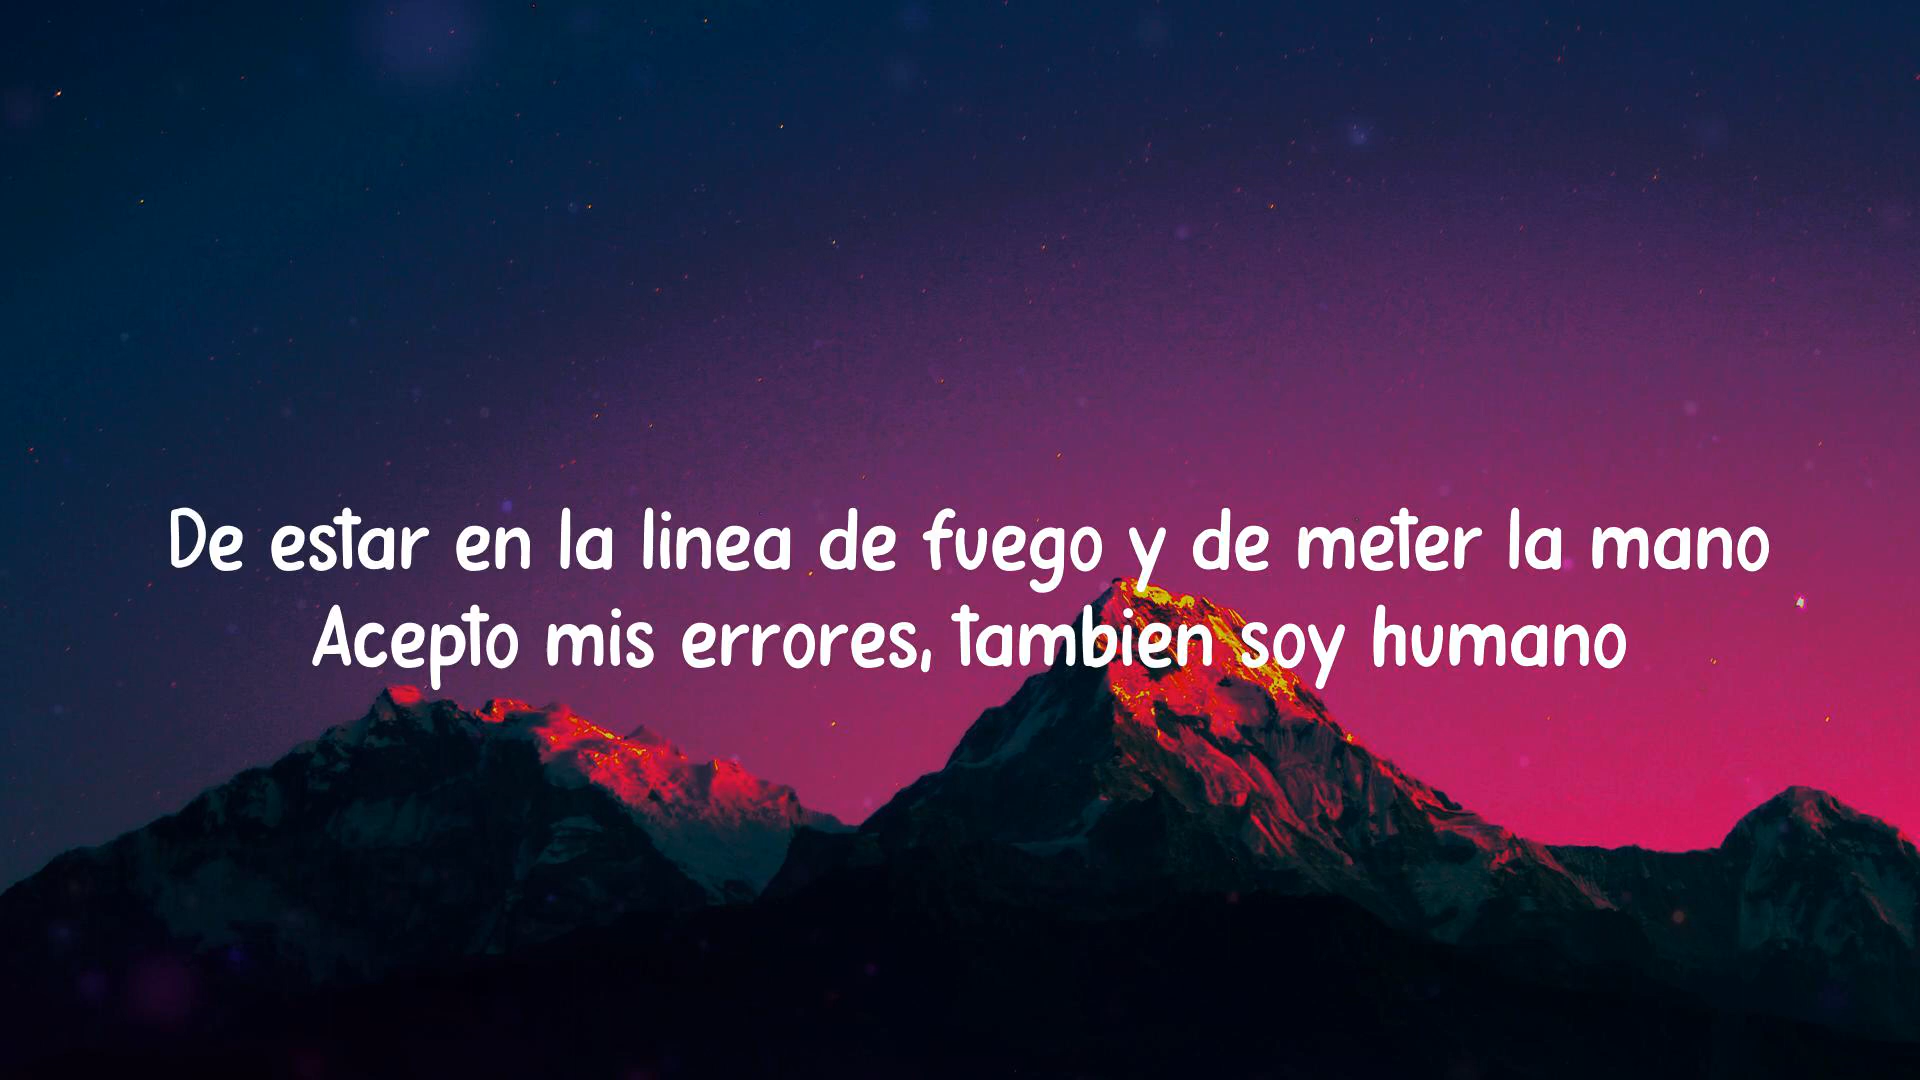 De estar en la linea de fuego y de meter la mano
Acepto mis errores, tambien soy humano